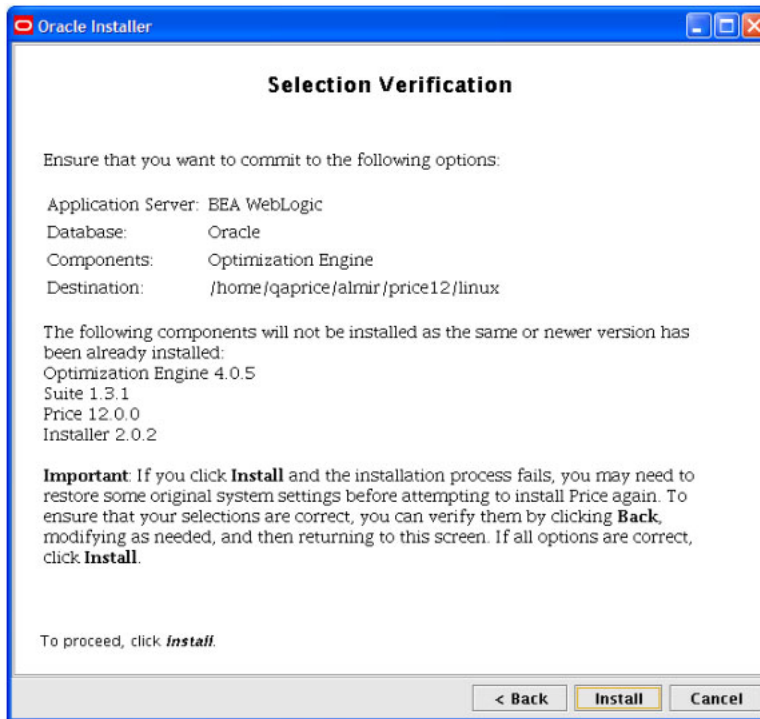 Oracle Installer
Selection Verification
Ensure that you want to commit to the following options:
Application Server: BEA WebLogic
Database: Oracle
Components: Optimization Engine
Destination: /home/qaprice/almir/price12/linux
The following components will not be installed as the same or newer version has
been already installed:
Optimization Engine 4.0.5
Suite 1.3.1
Price 12.0.0
Installer 2.0.2
Important: If you click Install and the installation process fails, you may need to
restore some original system settings before attempting to install Price again. To
ensure that your selections are correct, you can verify them by clicking Back,
modifying as needed, and then returning to this screen. If all options are correct,
click Install.
To proceed, click install.
< Back Install Cancel